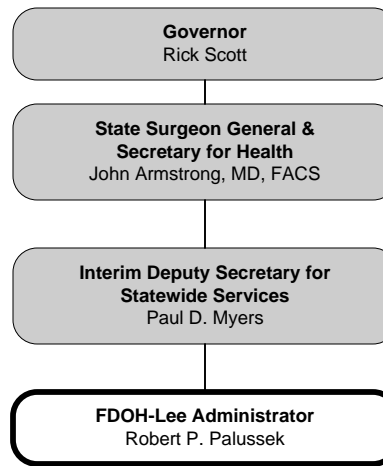 Governor
Rick Scott
State Surgeon General &
Secretary for Health
John Armstrong, MD, FACS
Interim Deputy Secretary for
Statewide Services
Paul D. Myers
FDOH-Lee Administrator
Robert P. Palussek